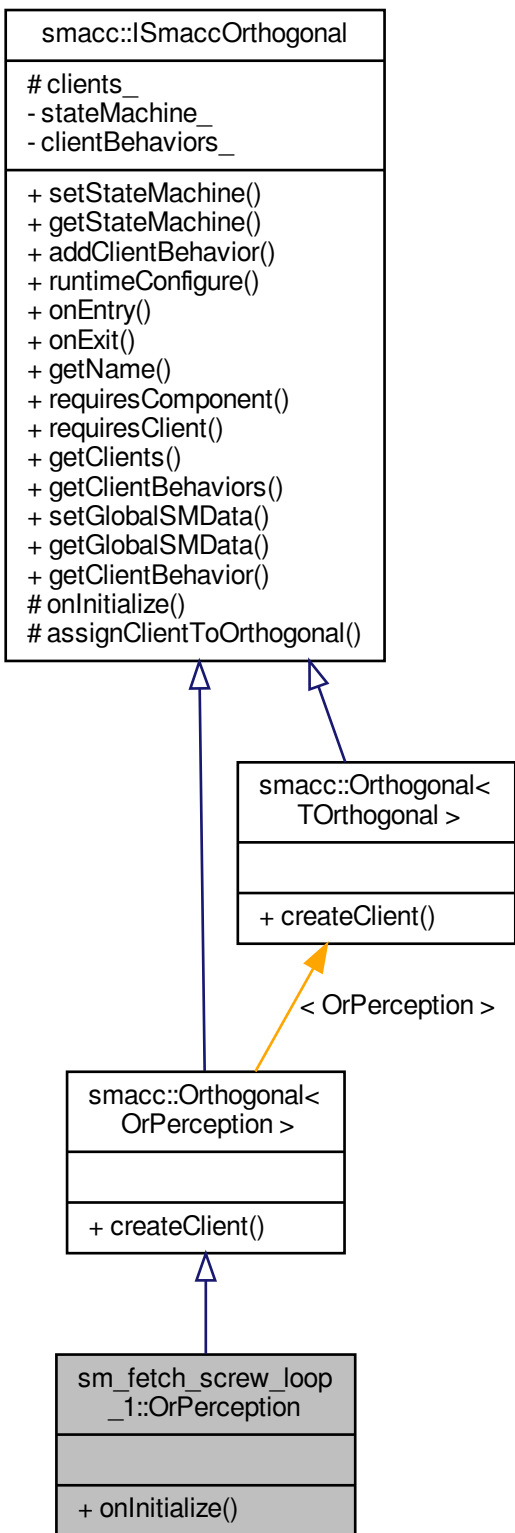 smacc::ISmaccOrthogonal
# clients_
- stateMachine_
- clientBehaviors_
+ setStateMachine()
+ getStateMachine()
+ addClientBehavior()
+ runtimeConfigure()
+ onEntry()
+ onExit()
+ getName()
+ requiresComponent()
+ requiresClient()
+ getClients()
+ getClientBehaviors()
+ setGlobalSMData()
+ getGlobalSMData()
+ getClientBehavior()
# onInitialize()
# assignClientToOrthogonal()
smacc::Orthogonal<
TOrthogonal >
+ createClient()
< OrPerception >
smacc::Orthogonal<
OrPerception >
+ createClient()
sm_fetch_screw_loop
_1::OrPerception
+ onInitialize()